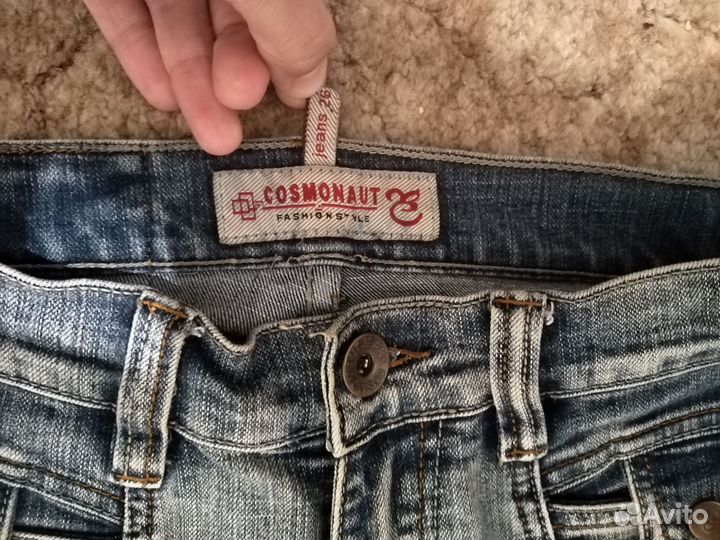 jeans 26
COSMONAUT
FASHION STYLE
Avito